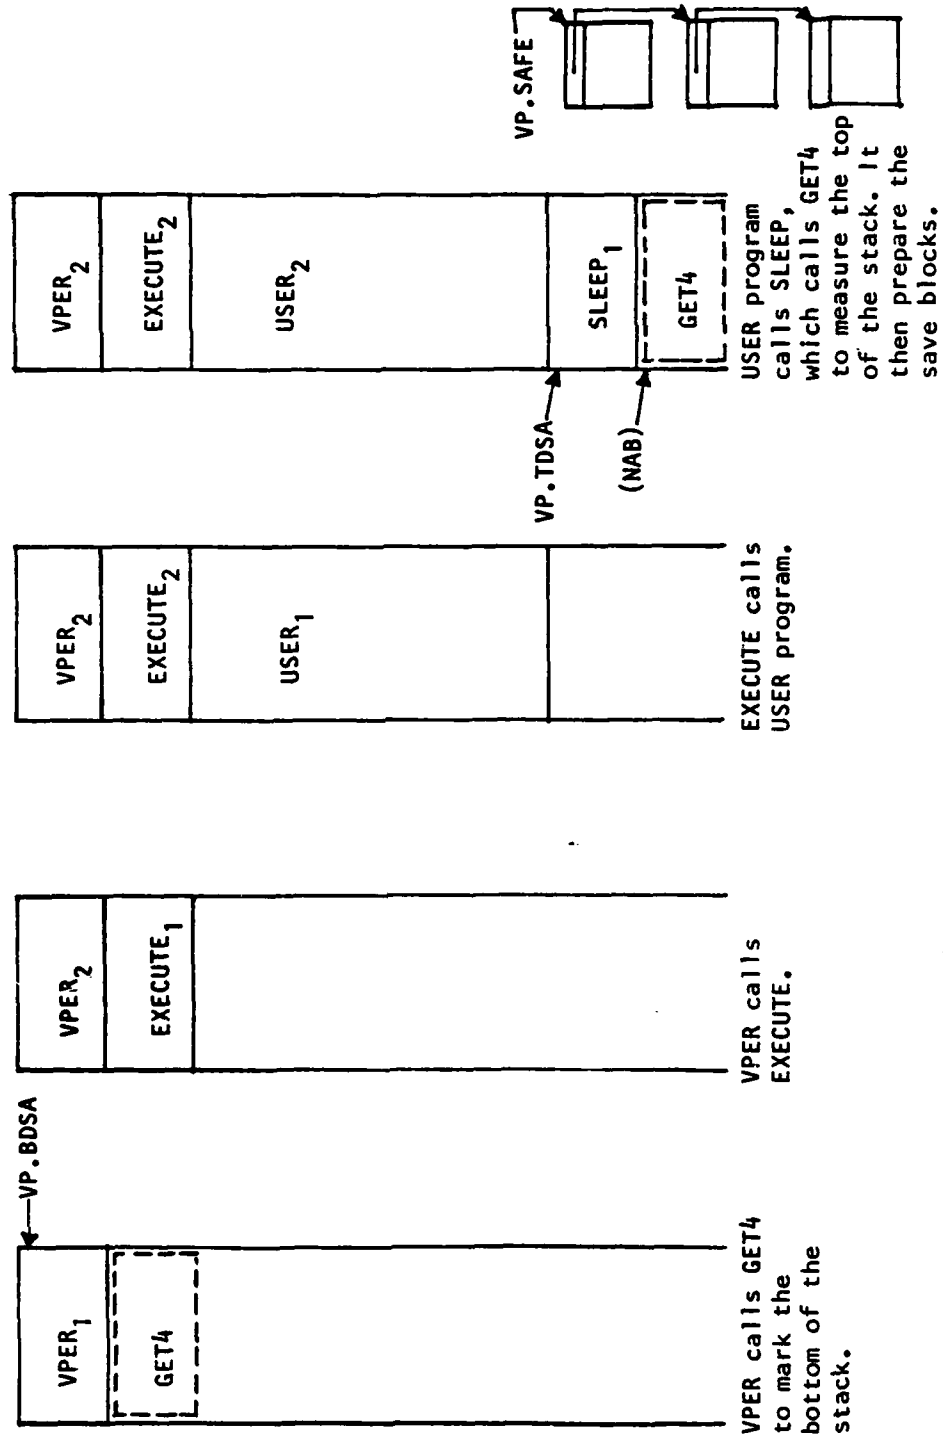 VP.BDSA
VPER₁
GET4
VPER calls GET4
to mark the
bottom of the
stack.
VPER₂
EXECUTE₁
VPER calls
EXECUTE.
VPER₂
EXECUTE₂
USER₁
EXECUTE calls
USER program.
VPER₂
EXECUTE₂
USER₂
VP.TDSA
SLEEP₁
(NAB)
GET4
VP.SAFE
USER program
calls SLEEP,
which calls GET4
to measure the top
of the stack. It
then prepare the
save blocks.